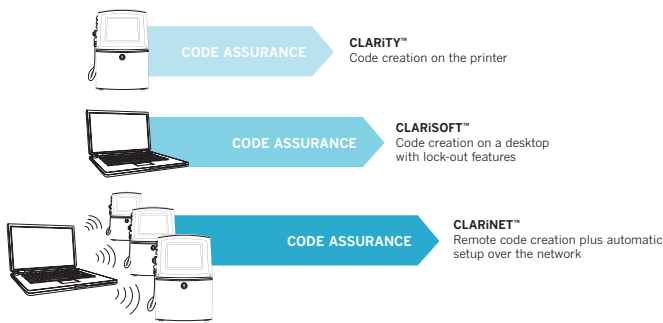 CODE ASSURANCE
CLARiTY™
Code creation on the printer
CODE ASSURANCE
CLARiSOFT™
Code creation on a desktop
with lock-out features
CODE ASSURANCE
CLARiNET™
Remote code creation plus automatic
setup over the network